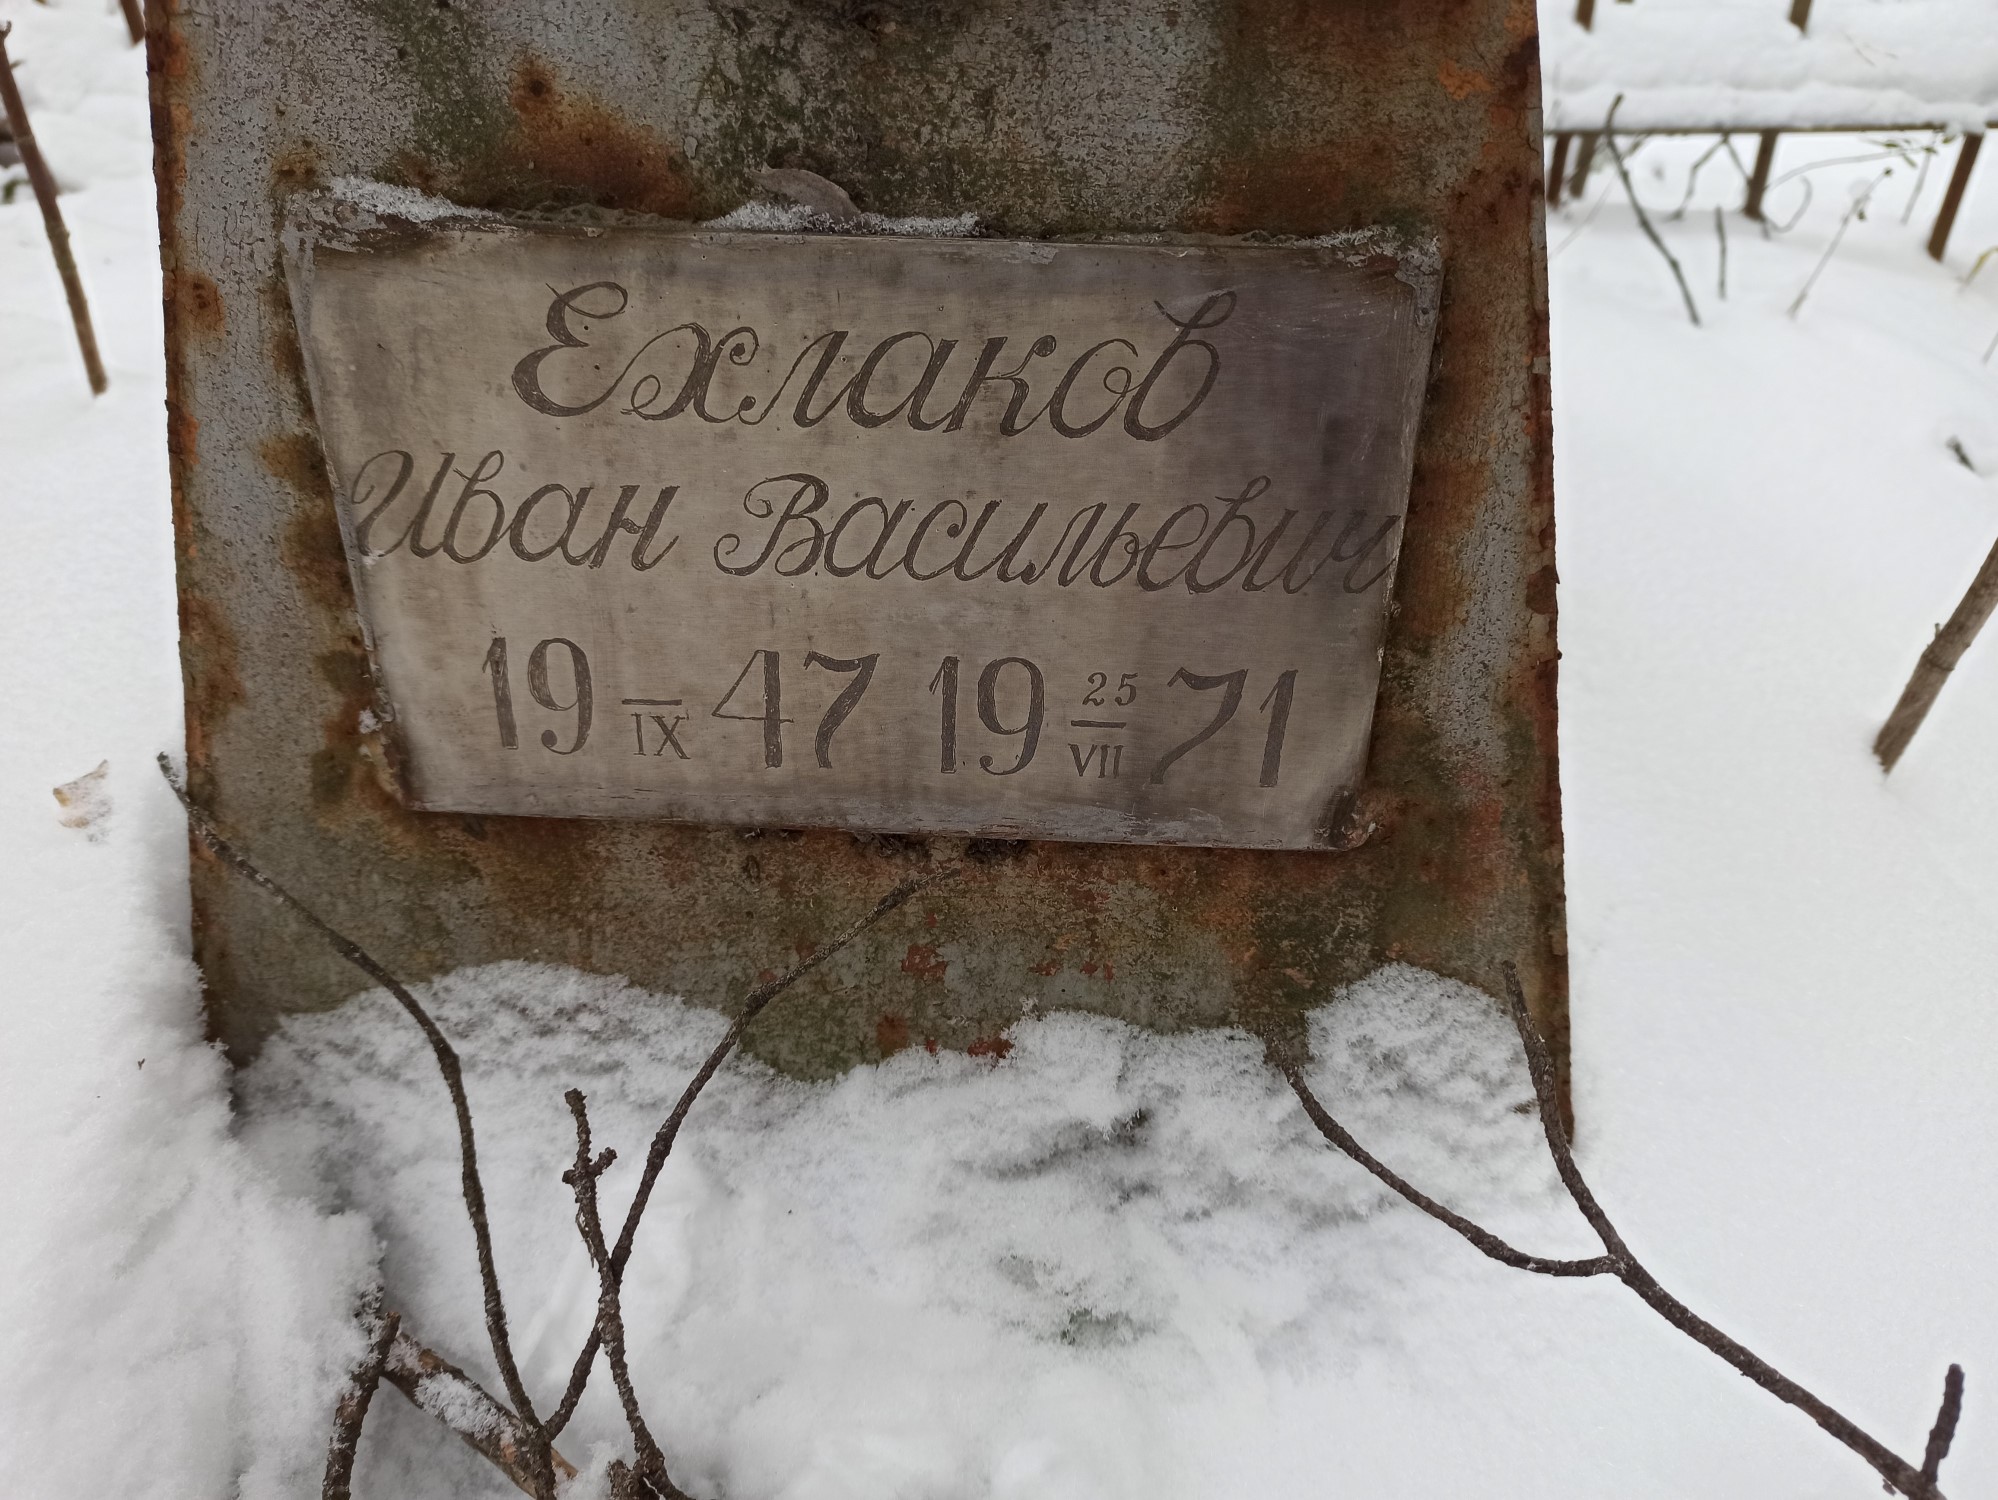 Ехлаков
Иван Васильевич
19 IX 47 19 25 VII 71